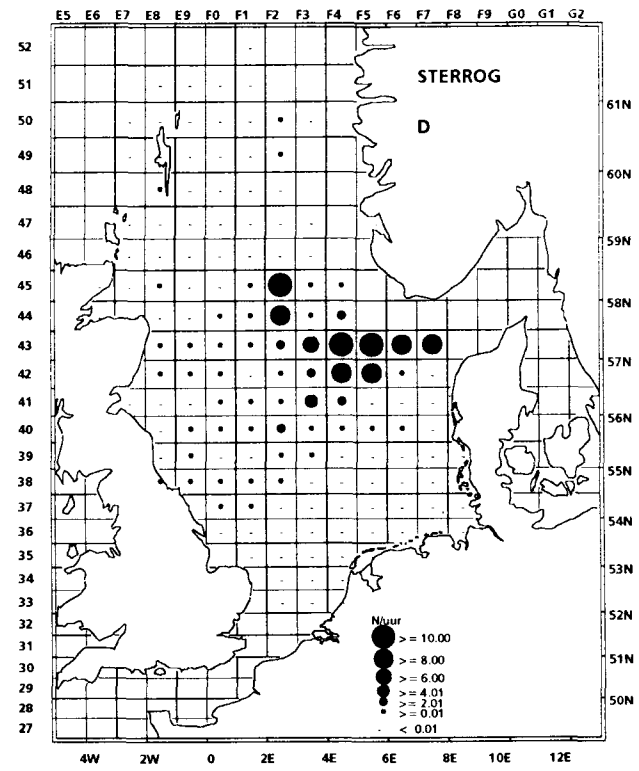 E5 E6 E7 E8 E9 F0 F1 F2 F3 F4 F5 F6 F7 F8 F9 G0 G1 G2
52
STERROG
51
61N
50
D
49
60N
48
47
59N
46
45
58N
44
43
57N
42
41
56N
40
39
55N
38
37
54N
36
35
53N
34
33
52N
32
N/uur
>= 10.00
31
>= 8.00
51N
30
>= 6.00
29
>= 4.01
50N
>= 2.01
28
>= 0.01
27
< 0.01
4W 2W 0 2E 4E 6E 8E 10E 12E